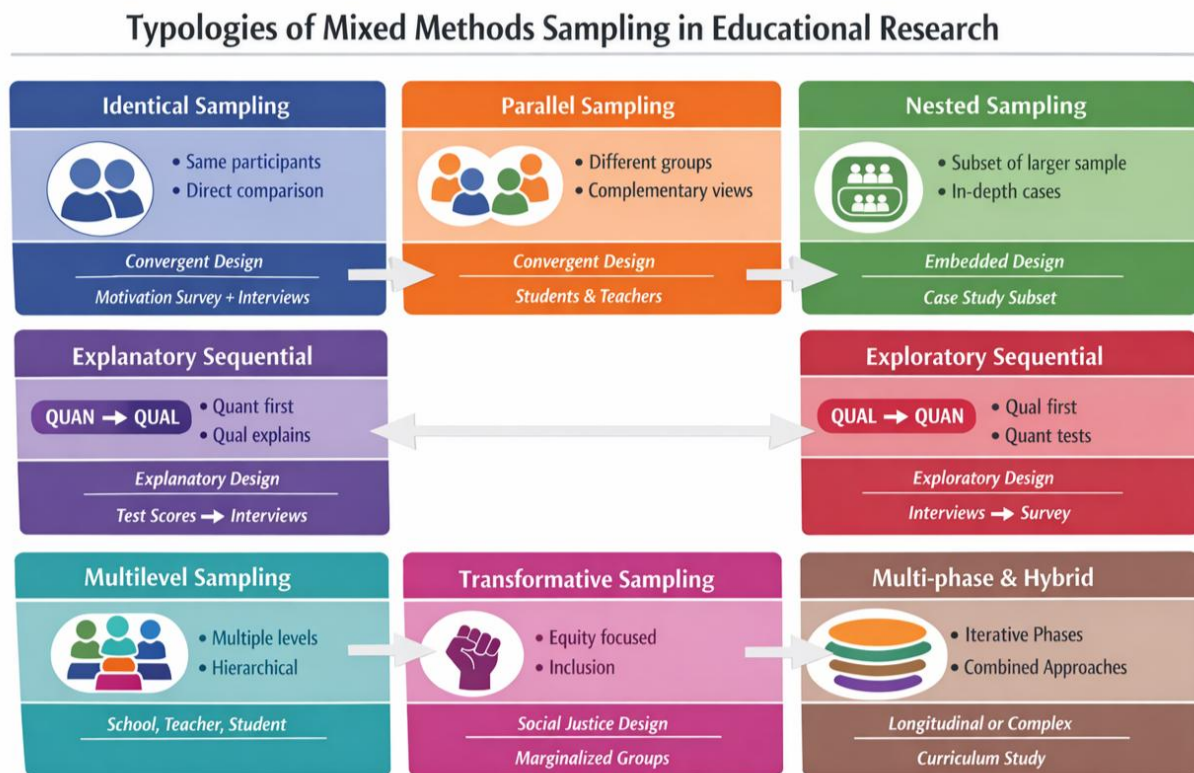 Typologies of Mixed Methods Sampling in Educational Research
Identical Sampling
• Same participants
• Direct comparison
Convergent Design
Motivation Survey + Interviews
Parallel Sampling
• Different groups
• Complementary views
Convergent Design
Students & Teachers
Nested Sampling
• Subset of larger sample
• In-depth cases
Embedded Design
Case Study Subset
Explanatory Sequential
QUAN → QUAL
• Quant first
• Qual explains
Explanatory Design
Test Scores → Interviews
Exploratory Sequential
QUAL → QUAN
• Qual first
• Quant tests
Exploratory Design
Interviews → Survey
Multilevel Sampling
• Multiple levels
• Hierarchical
School, Teacher, Student
Transformative Sampling
• Equity focused
• Inclusion
Social Justice Design
Marginalized Groups
Multi-phase & Hybrid
• Iterative Phases
• Combined Approaches
Longitudinal or Complex
Curriculum Study